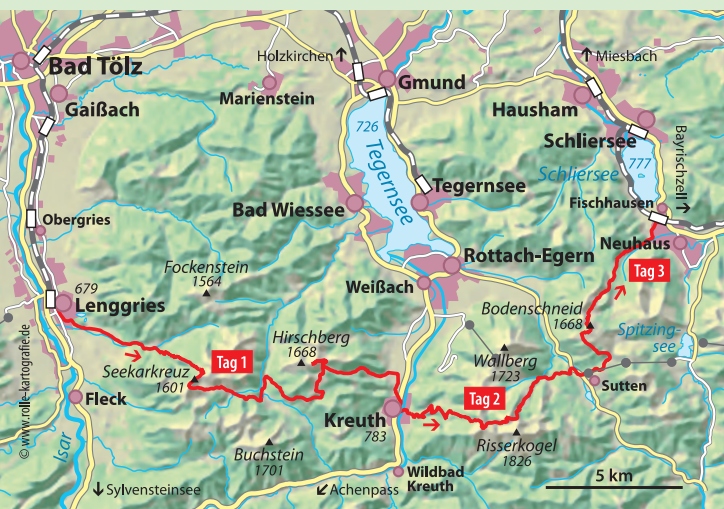 Bad Tölz
Gaißach
Holzkirchen ↑
Marienstein
Gmund
↑ Miesbach
Hausham
Schliersee
726
Tegernsee
Schliersee
777
Bayrischzell ↑
Tegernsee
Fischhausen
Bad Wiessee
Obergries
Neuhaus
Rottach-Egern
Fockenstein
1564
Weißach
Tag 3
679
Lenggries
Bodenschneid
1668
Spitzing-
see
Hirschberg
1668
Tag 1
Seekarkreuz
1601
Wallberg
1723
Sutten
Fleck
Kreuth
783
Tag 2
Risserkogel
1826
Buchstein
1701
Isar
Wildbad
Kreuth
↓ Sylvensteinsee
↙ Achenpass
5 km
© www.rolle-kartografie.de